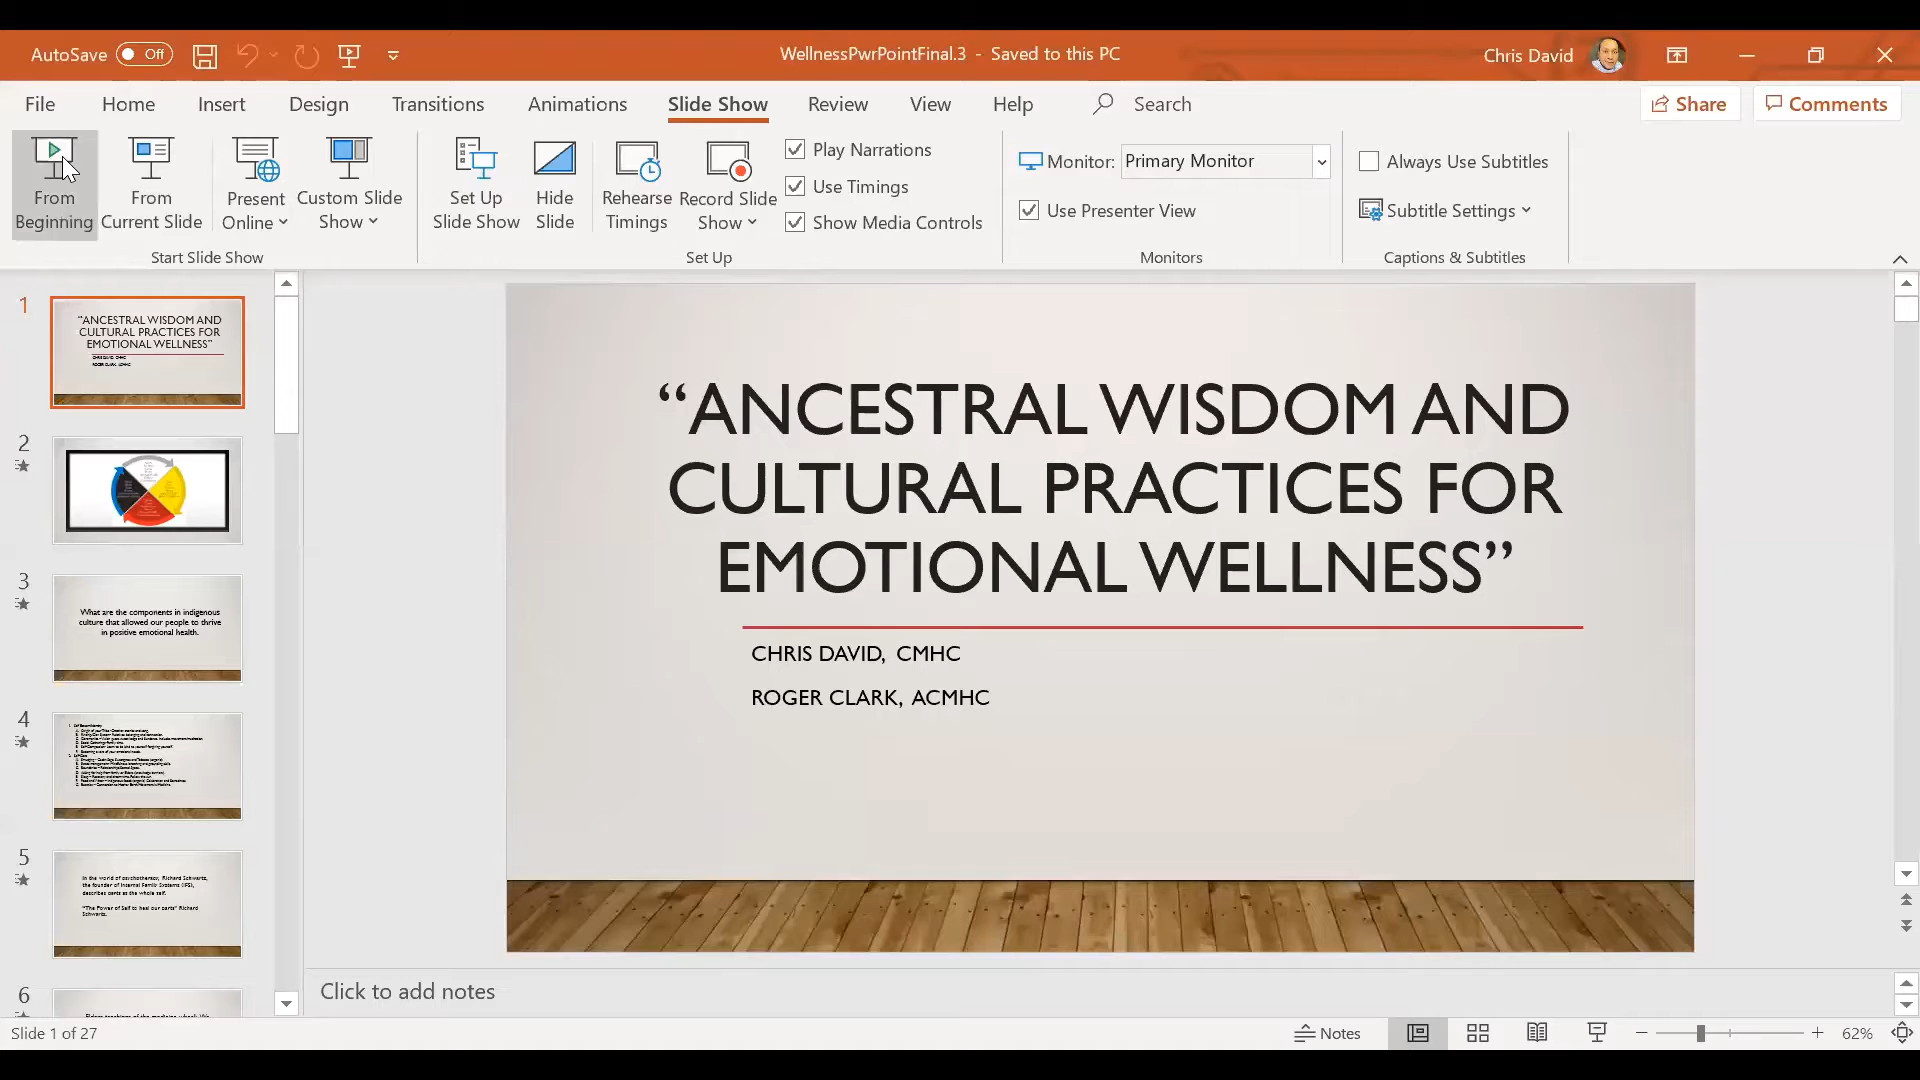 AutoSave Off
WellnessPwrPointFinal.3 - Saved to this PC
Chris David
File Home Insert Design Transitions Animations Slide Show Review View Help Search
Share Comments
From Beginning
From Current Slide
Present Online
Custom Slide Show
Start Slide Show
Set Up Slide Show
Hide Slide
Rehearse Timings
Record Slide Show
Play Narrations
Use Timings
Show Media Controls
Set Up
Monitor: Primary Monitor
Use Presenter View
Monitors
Always Use Subtitles
Subtitle Settings
Captions & Subtitles
1
“ANCESTRAL WISDOM AND
CULTURAL PRACTICES FOR
EMOTIONAL WELLNESS”
CHRIS DAVID, CMHC
ROGER CLARK, ACMHC
2
3
What are the components in indigenous
culture that allowed our people to thrive
in positive emotional health.
4
5
In the world of psychotherapy, Richard Schwartz,
the founder of Internal Family Systems (IFS),
describes parts as the whole self.
“The Power of Self to heal our parts” Richard
Schwartz.
6
“ANCESTRAL WISDOM AND
CULTURAL PRACTICES FOR
EMOTIONAL WELLNESS”
CHRIS DAVID, CMHC
ROGER CLARK, ACMHC
Click to add notes
Slide 1 of 27
Notes
62%